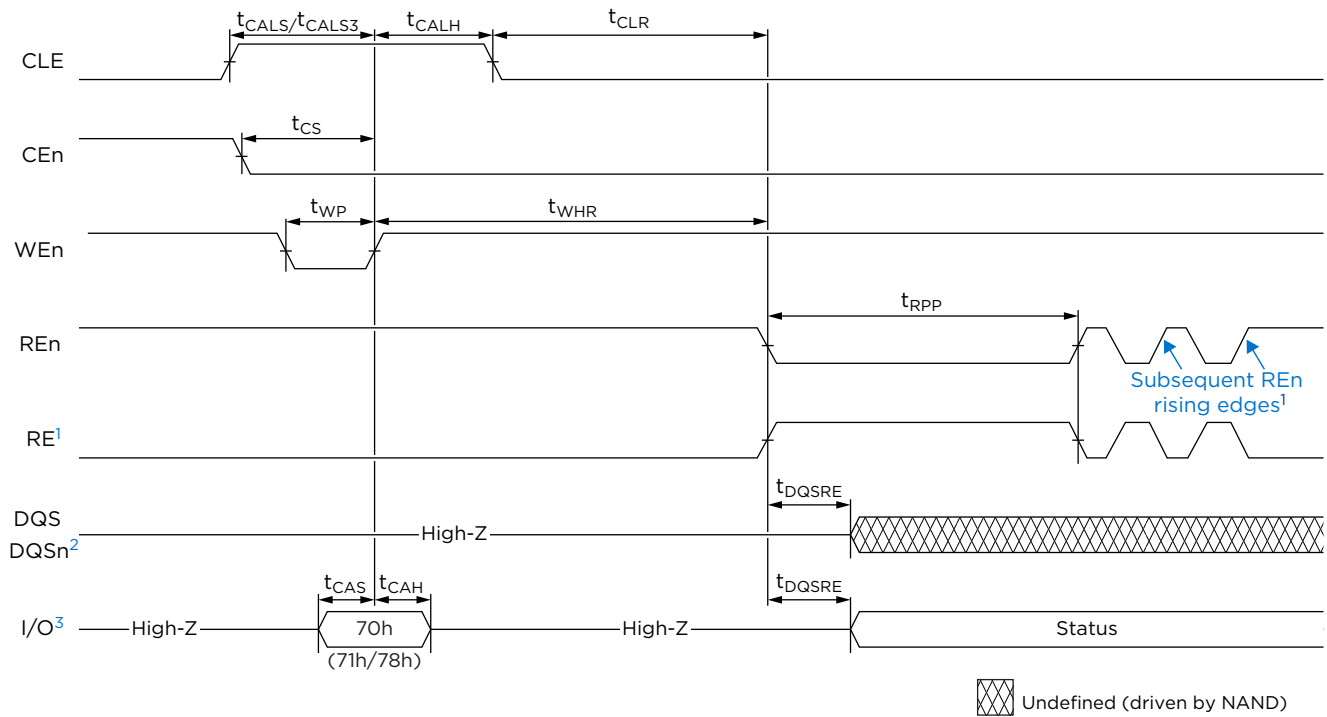 tCALS/tCALS3
tCALH
tCLR
CLE
tCS
CEn
tWP
tWHR
WEn
tRPP
REn
Subsequent REn
rising edges1
RE1
tDQSRE
DQS
High-Z
DQSn2
tCAS
tCAH
tDQSRE
I/O3
High-Z
70h
High-Z
Status
(71h/78h)
Undefined (driven by NAND)